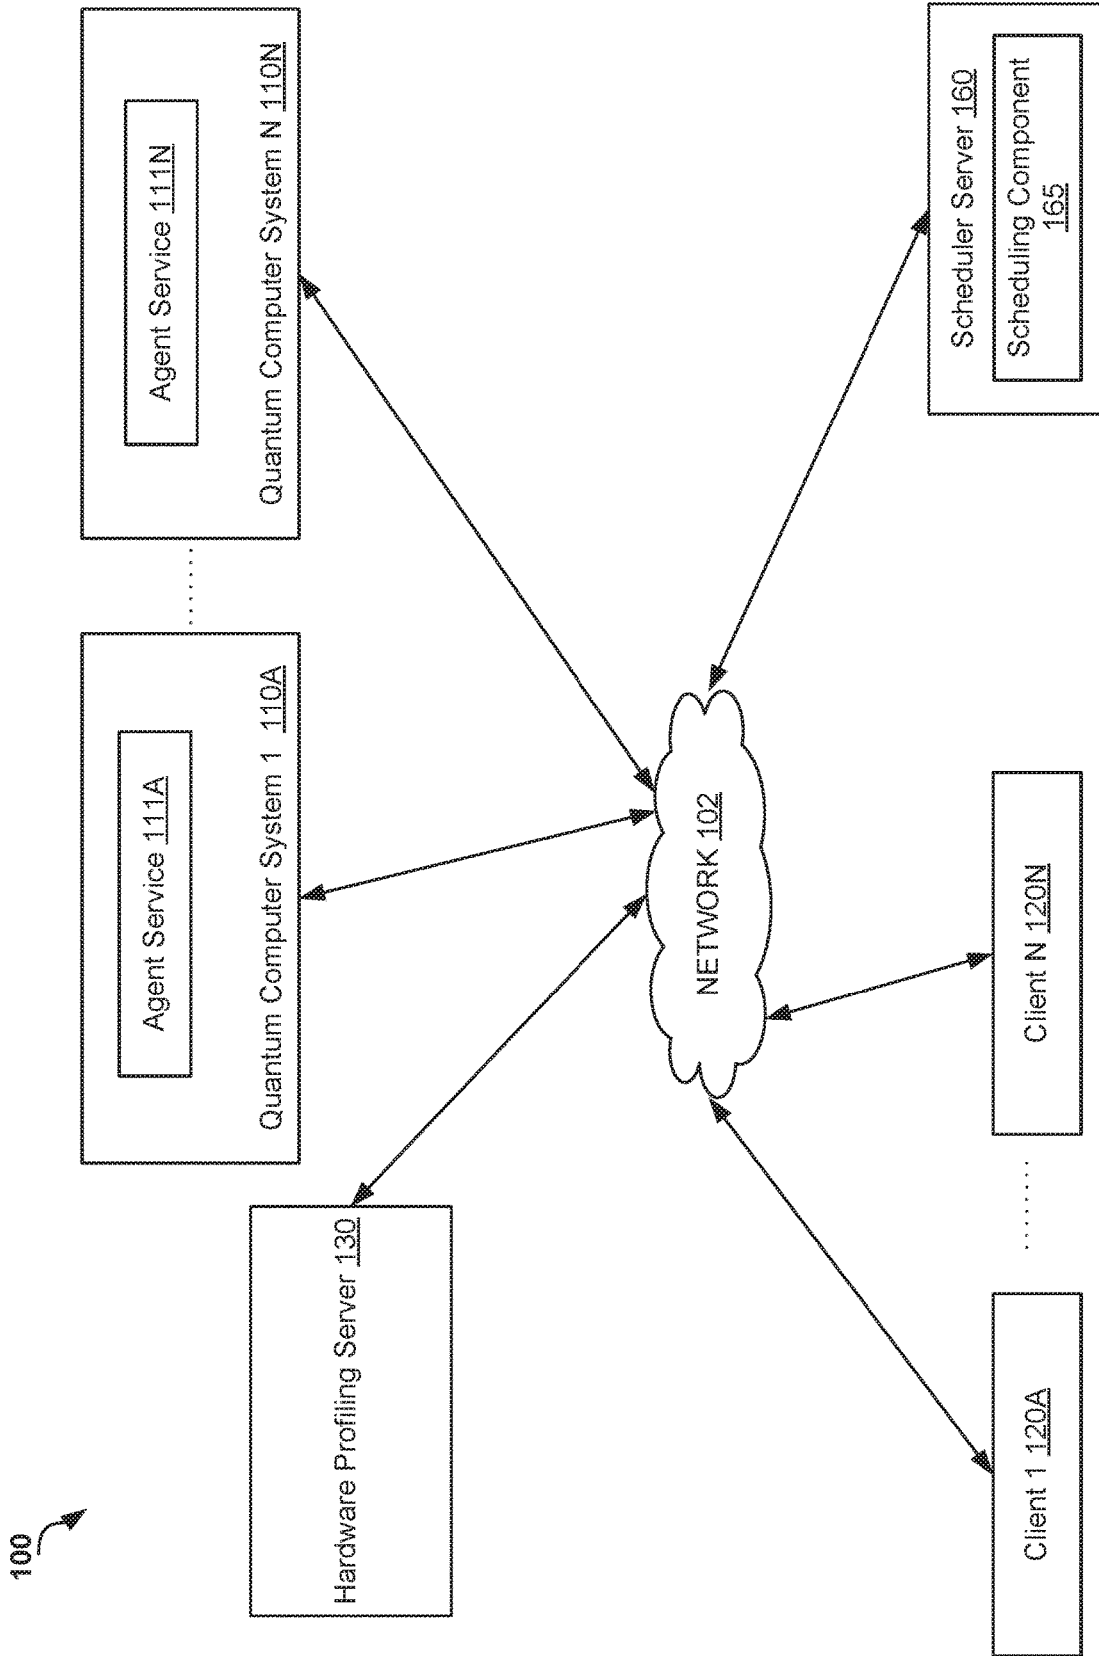 100
Hardware Profiling Server 130
Agent Service 111A
Quantum Computer System 1 110A
Agent Service 111N
Quantum Computer System N 110N
NETWORK 102
Client 1 120A
Client N 120N
Scheduler Server 160
Scheduling Component
165